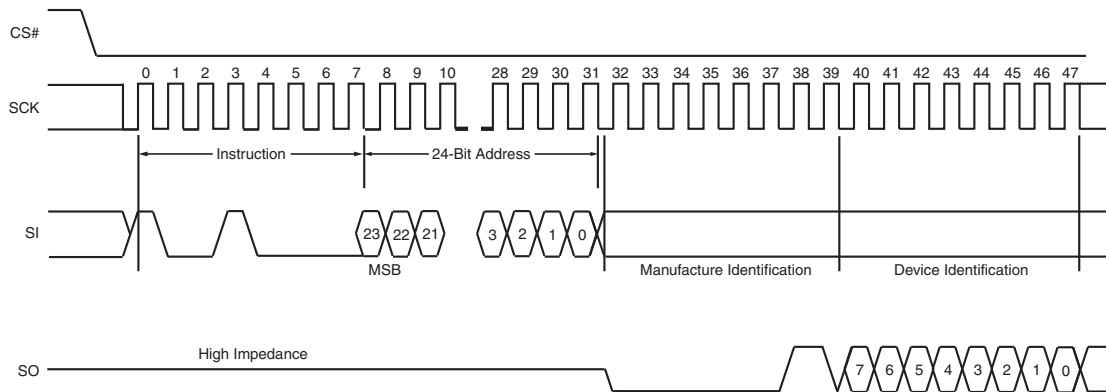 CS#
0 1 2 3 4 5 6 7 8 9 10 28 29 30 31 32 33 34 35 36 37 38 39 40 41 42 43 44 45 46 47
SCK
Instruction 24-Bit Address
SI 23 22 21 3 2 1 0
MSB Manufacture Identification Device Identification
High Impedance
SO 7 6 5 4 3 2 1 0